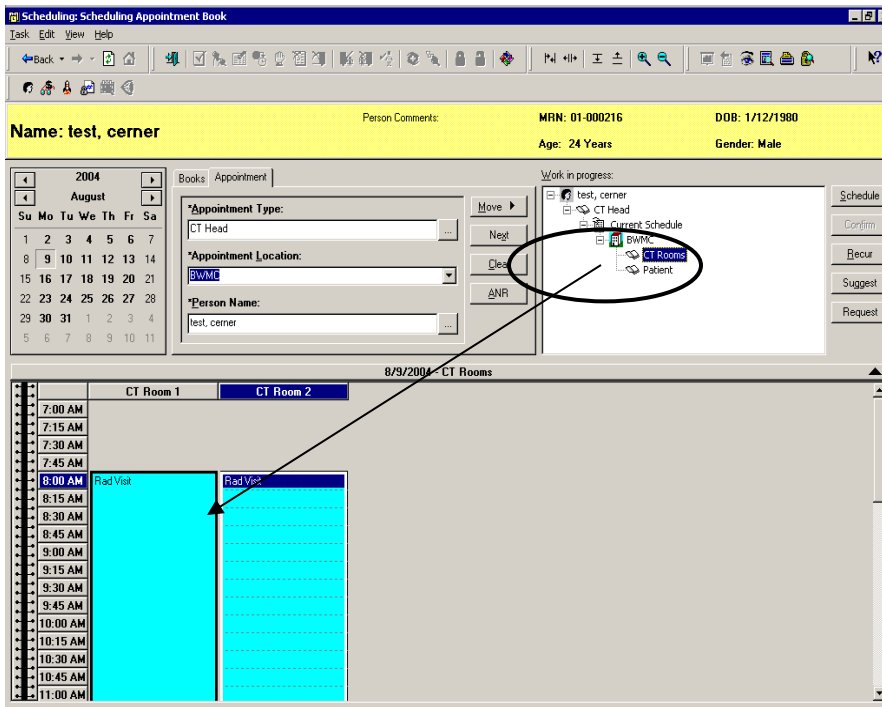 Scheduling: Scheduling Appointment Book
Task Edit View Help
Back
Name: test, cerner
Person Comments:
MRN: 01-000216
DOB: 1/12/1980
Age: 24 Years
Gender: Male
2004
August
Su Mo Tu We Th Fr Sa
1 2 3 4 5 6 7
8 9 10 11 12 13 14
15 16 17 18 19 20 21
22 23 24 25 26 27 28
29 30 31 1 2 3 4
5 6 7 8 9 10 11
Books Appointment
*Appointment Type:
CT Head
...
*Appointment Location:
BWMC
*Person Name:
test, cerner
...
Move
Next
Clear
ANR
Work in progress:
test, cerner
CT Head
Current Schedule
BWMC
CT Rooms
Patient
Schedule
Confirm
Recur
Suggest
Request
8/9/2004 - CT Rooms
CT Room 1 CT Room 2
7:00 AM
7:15 AM
7:30 AM
7:45 AM
8:00 AM Rad Visit Rad Visit
8:15 AM
8:30 AM
8:45 AM
9:00 AM
9:15 AM
9:30 AM
9:45 AM
10:00 AM
10:15 AM
10:30 AM
10:45 AM
11:00 AM